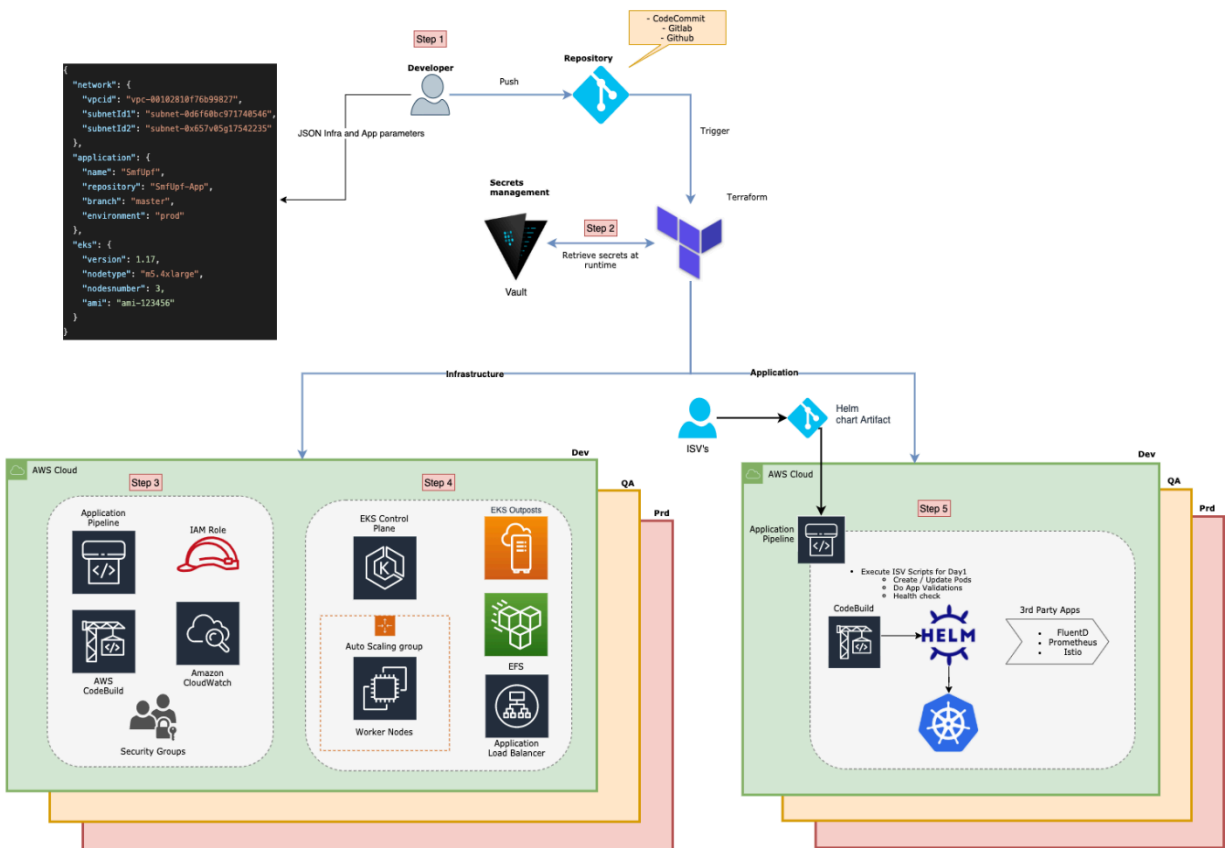 - CodeCommit
- Gitlab
- Github
Step 1
Developer
Push
Repository
{
"network": {
"vpcid": "vpc-00102810f76b99827",
"subnetId1": "subnet-0d6f60bc971740546",
"subnetId2": "subnet-0x657v05g17542235"
},
"application": {
"name": "SmfUpf",
"repository": "SmfUpf-App",
"branch": "master",
"environment": "prod"
},
"eks": {
"version": 1.17,
"nodetype": "m5.4xlarge",
"nodesnumber": 3,
"ami": "ami-123456"
}
}
JSON Infra and App parameters
Trigger
Secrets
management
Step 2
Retrieve secrets at
runtime
Vault
Terraform
Infrastructure
Application
ISV's
Helm
chart Artifact
Dev
QA
Prd
AWS Cloud
Step 3
Application
Pipeline
IAM Role
AWS
CodeBuild
Amazon
CloudWatch
Security Groups
Step 4
EKS Control
Plane
EKS Outposts
Auto Scaling group
Worker Nodes
EFS
Application
Load Balancer
Dev
QA
Prd
AWS Cloud
Application
Pipeline
Step 5
Execute ISV Scripts for Day1
Create / Update Pods
Do App Validations
Health check
CodeBuild
HELM
3rd Party Apps
FluentD
Prometheus
Istio